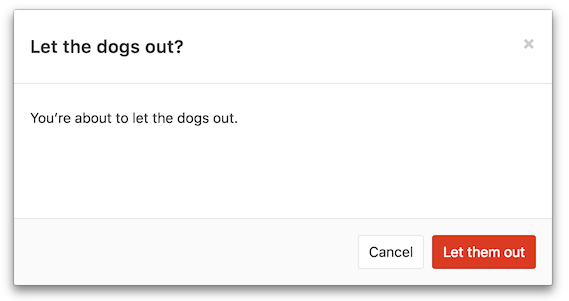 Let the dogs out?
×
You’re about to let the dogs out.
Cancel
Let them out